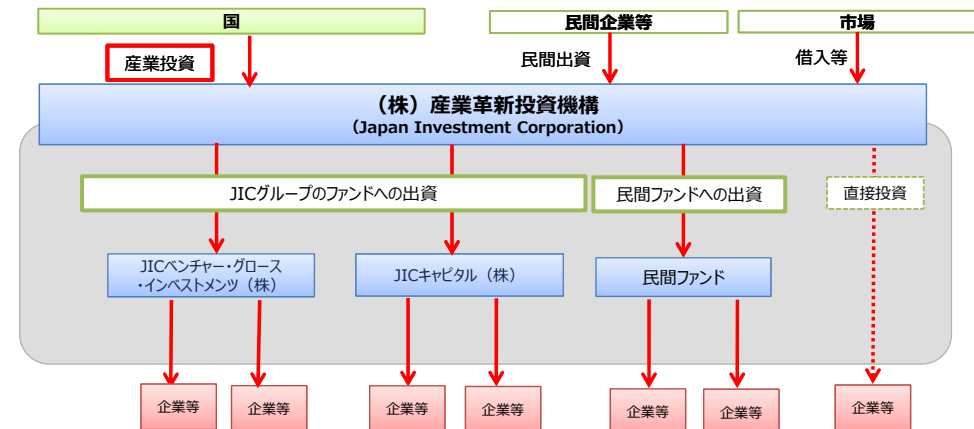 国
民間企業等
市場
産業投資
民間出資
借入等
（株）産業革新投資機構
（Japan Investment Corporation）
JICグループのファンドへの出資
民間ファンドへの出資
直接投資
JICベンチャー・グロース
・インベストメンツ（株）
JICキャピタル（株）
民間ファンド
企業等
企業等
企業等
企業等
企業等
企業等
企業等